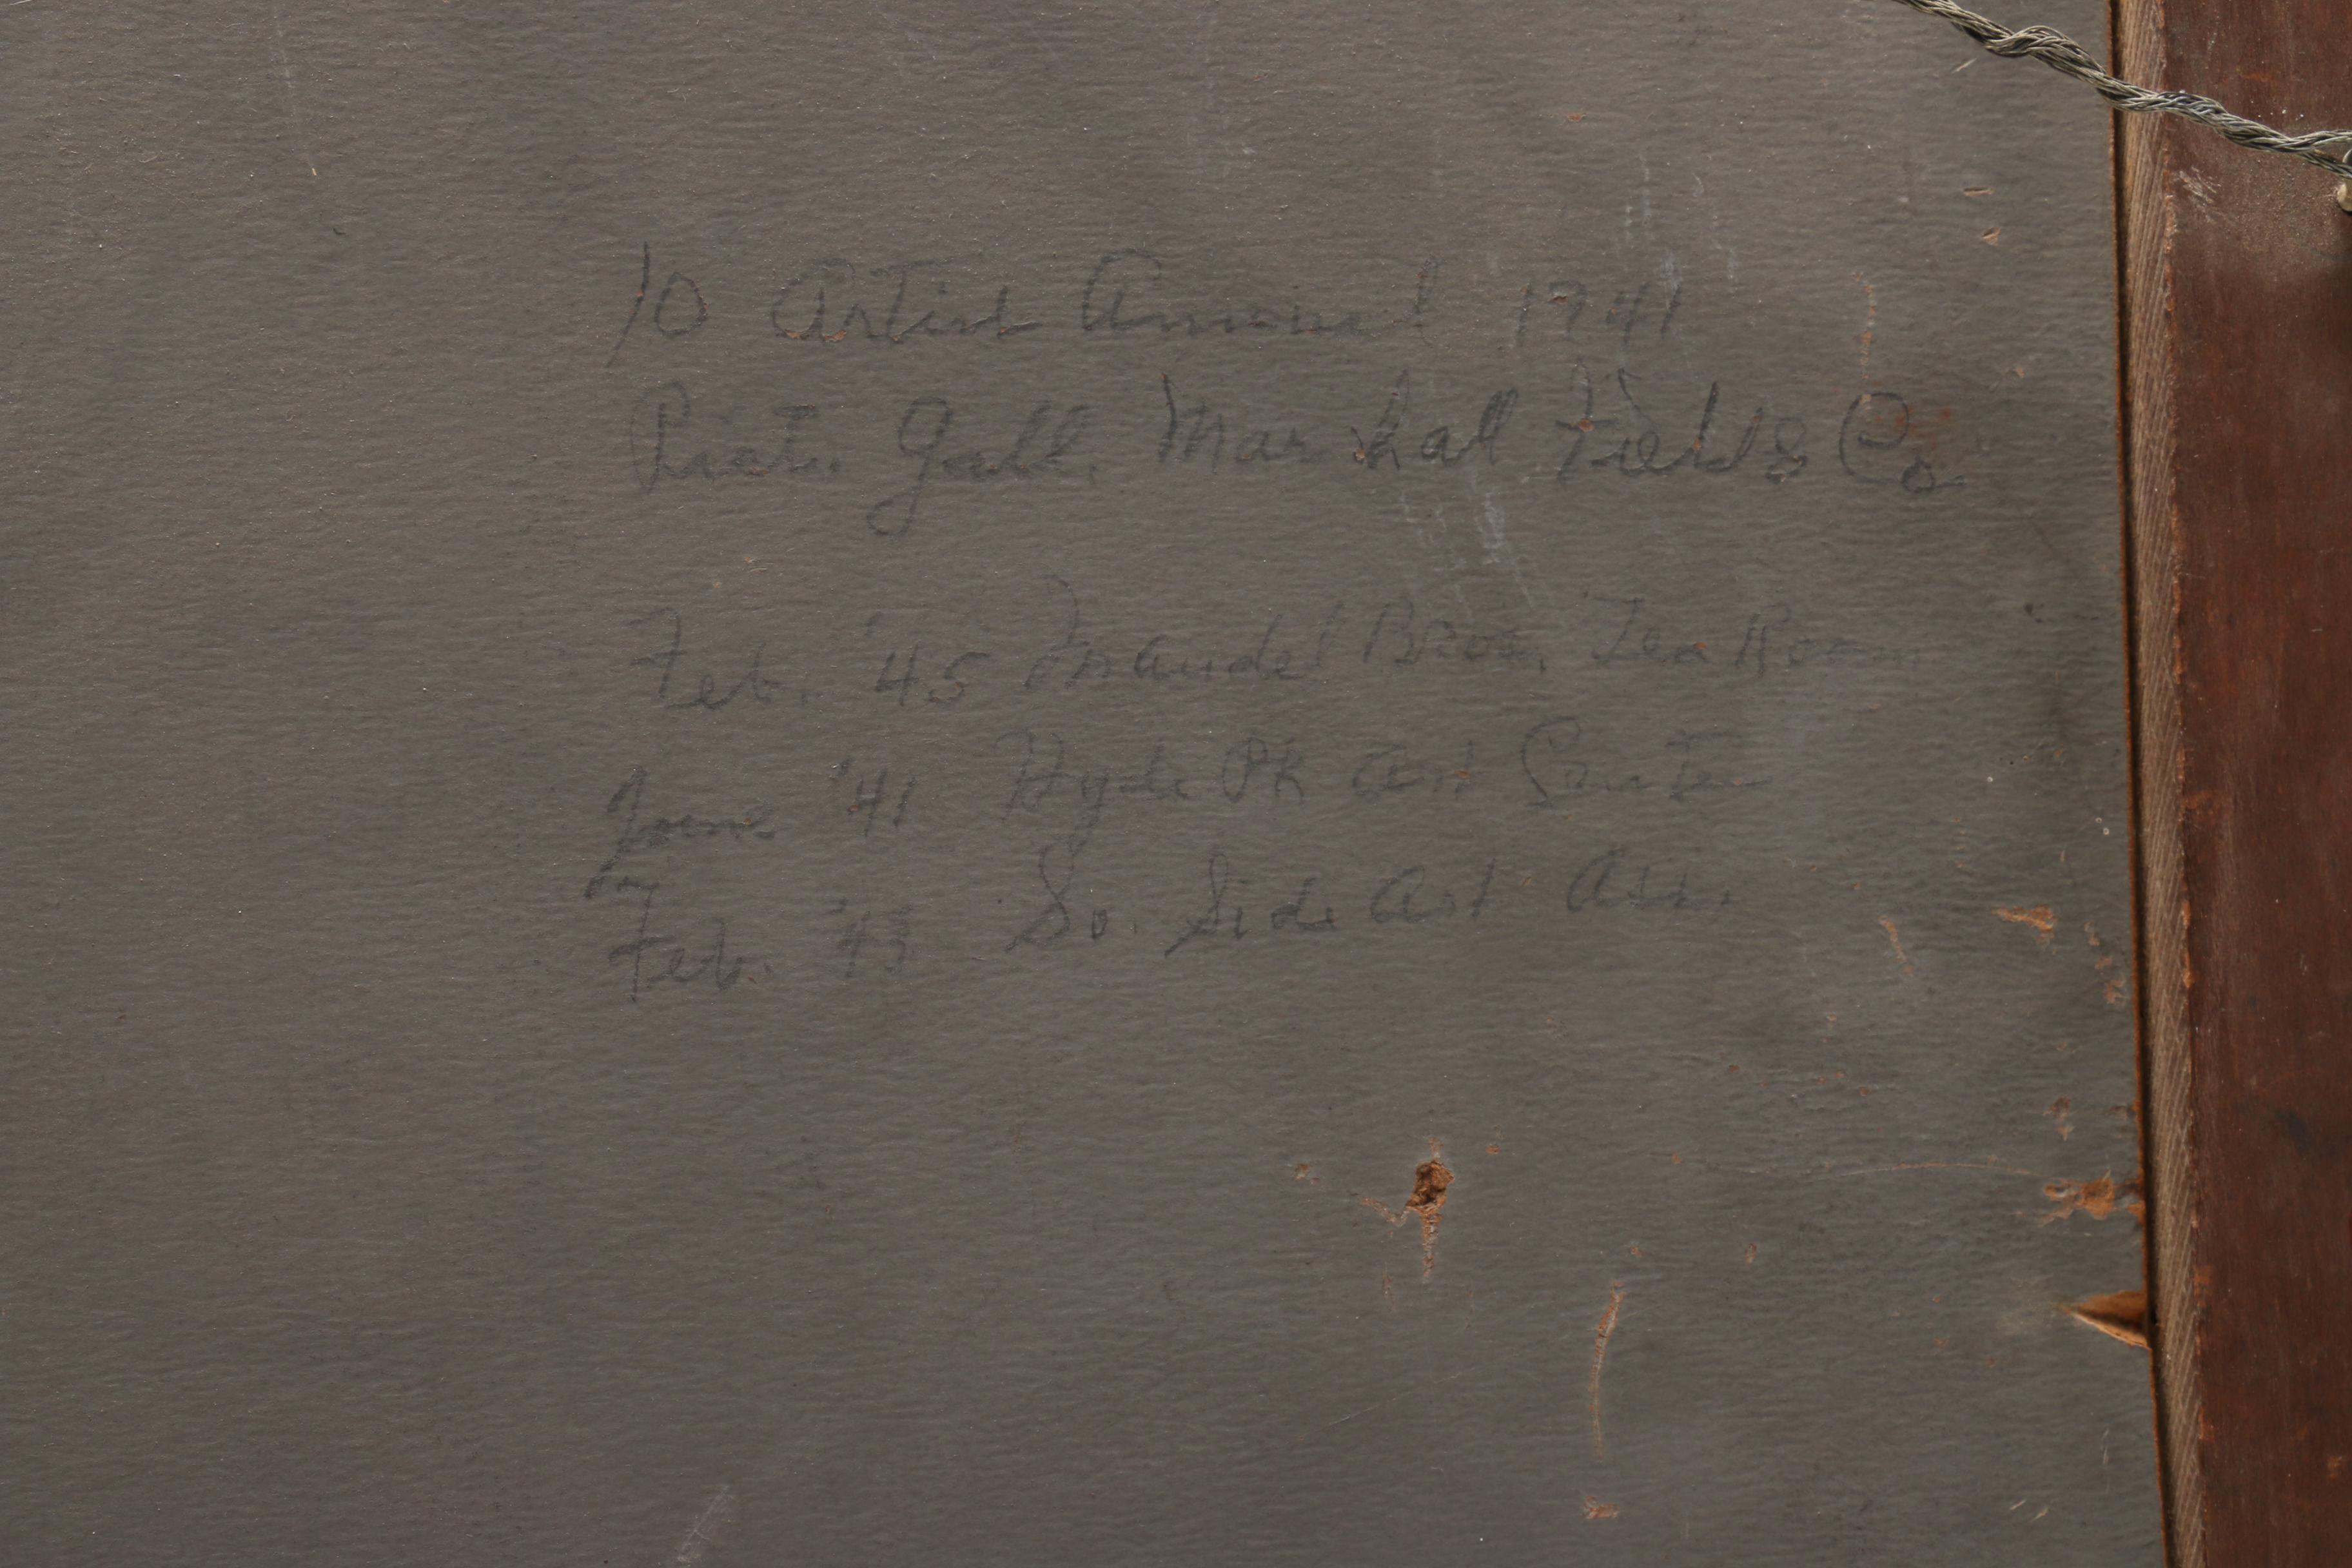 10 Artist Annual 1941
Pict. Gall. Marshall Field & Co
Feb. '45 Mandel Bros. Tea Room
June '41 Hyde Pk Art Center
Feb. '43 So. Side Art Ass.